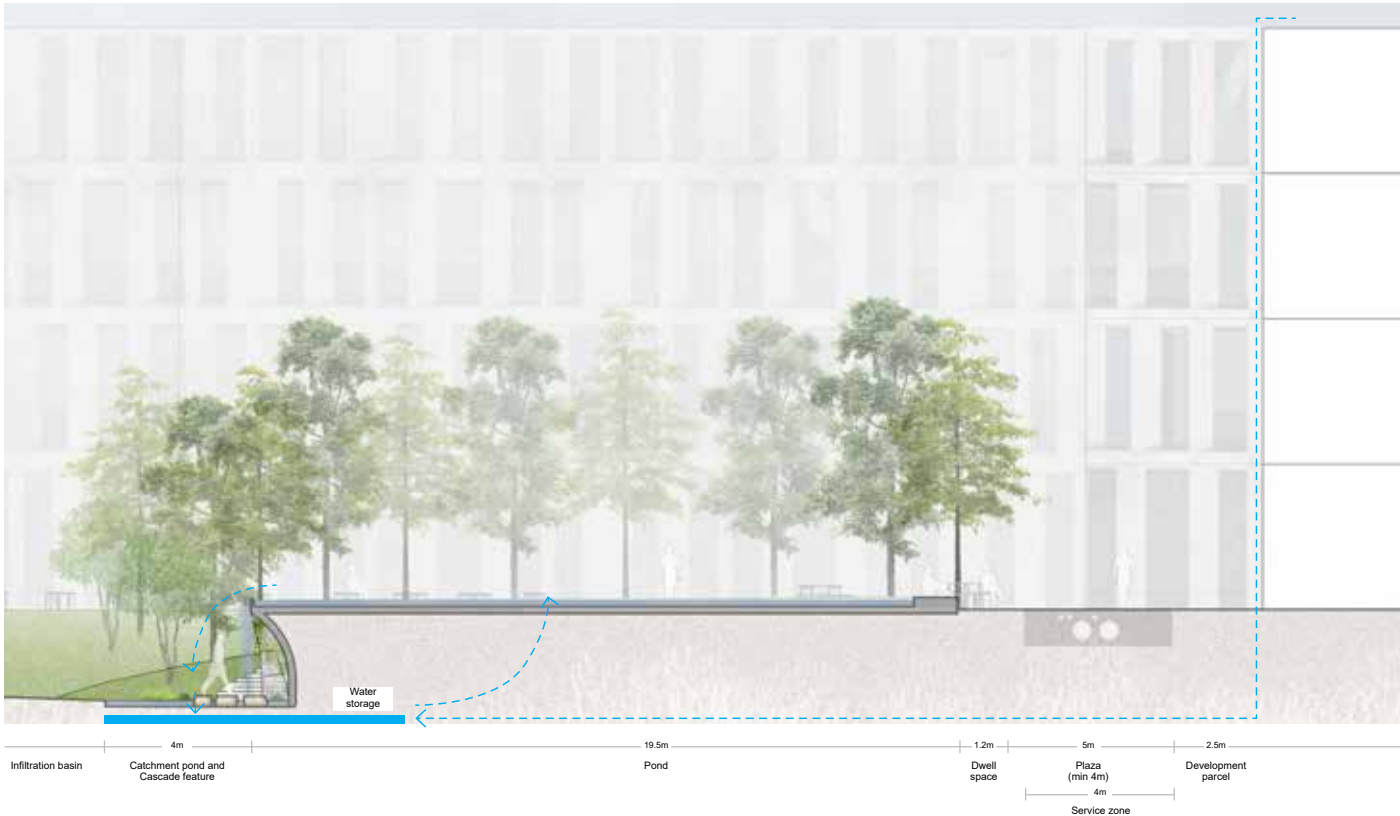 Water
storage
4m
19.5m
1.2m
5m
2.5m
Infiltration basin
Catchment pond and
Cascade feature
Pond
Dwell
space
Plaza
(min 4m)
Development
parcel
4m
Service zone